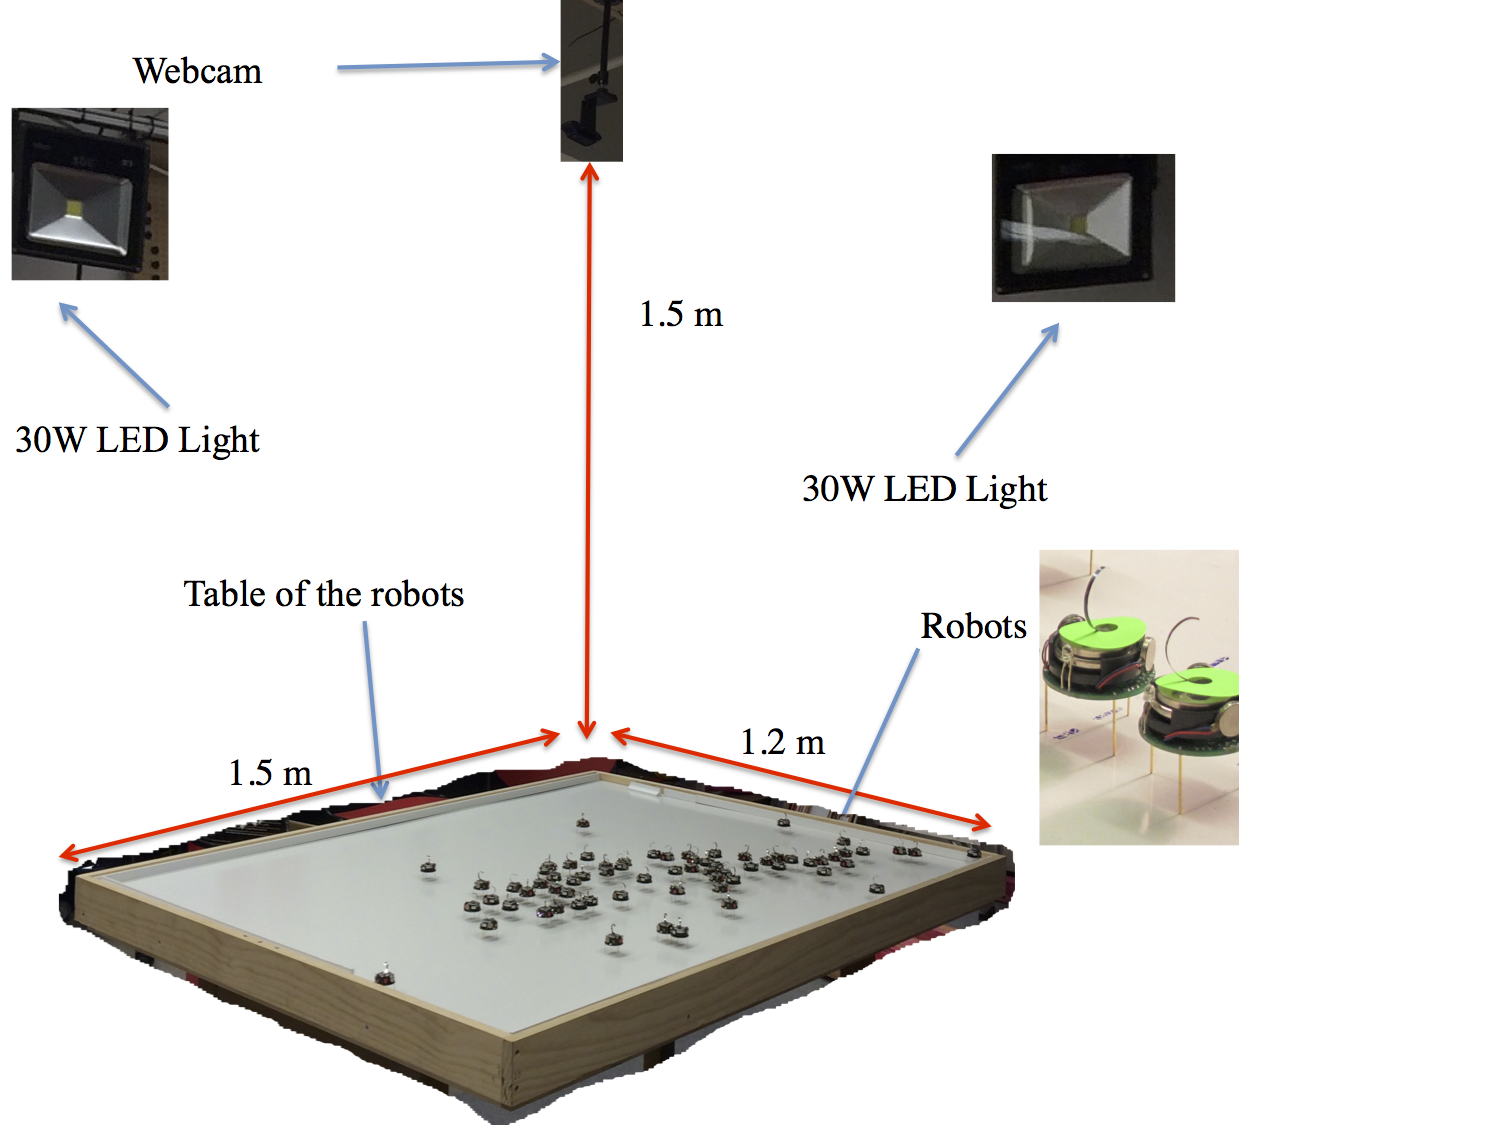 Webcam
1.5 m
30W LED Light
30W LED Light
Table of the robots
Robots
1.2 m
1.5 m